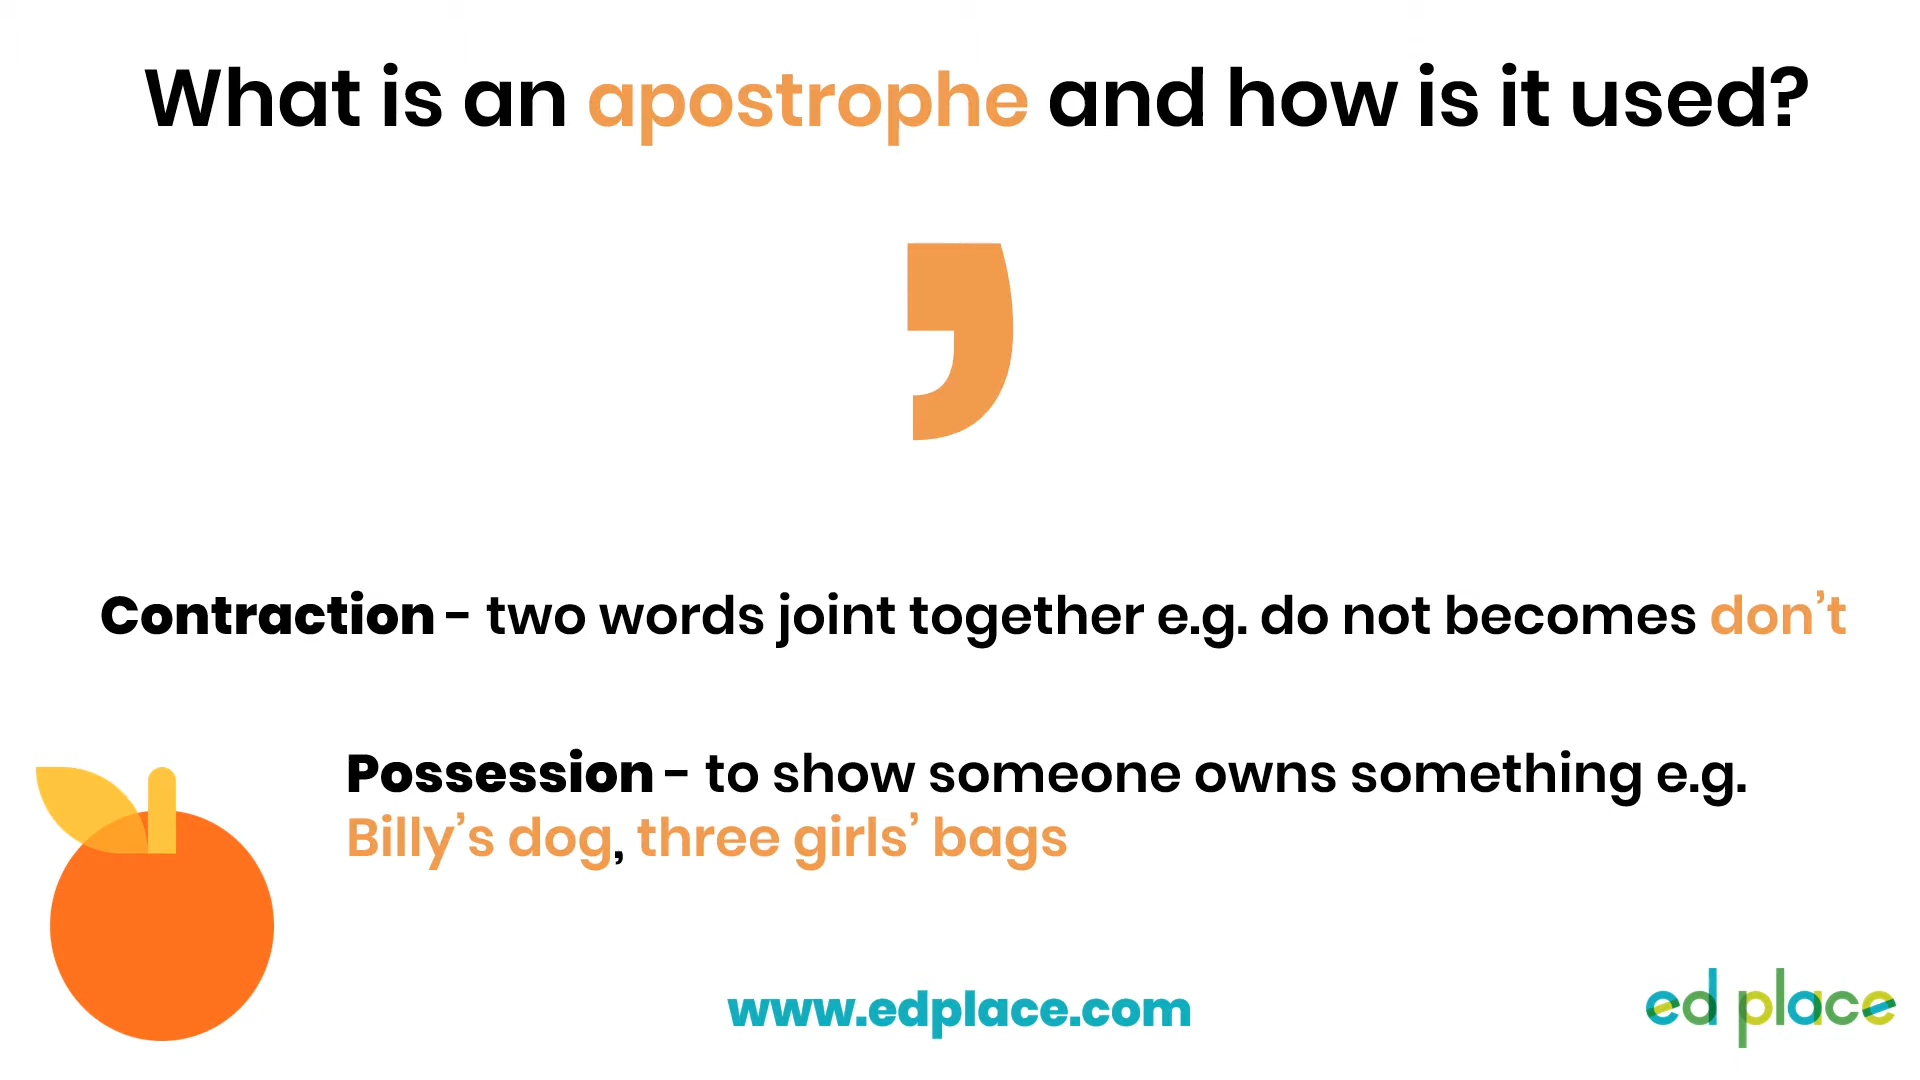 What is an apostrophe and how is it used?
’
Contraction - two words joint together e.g. do not becomes don’t
Possession - to show someone owns something e.g.
Billy’s dog, three girls’ bags
www.edplace.com
ed place